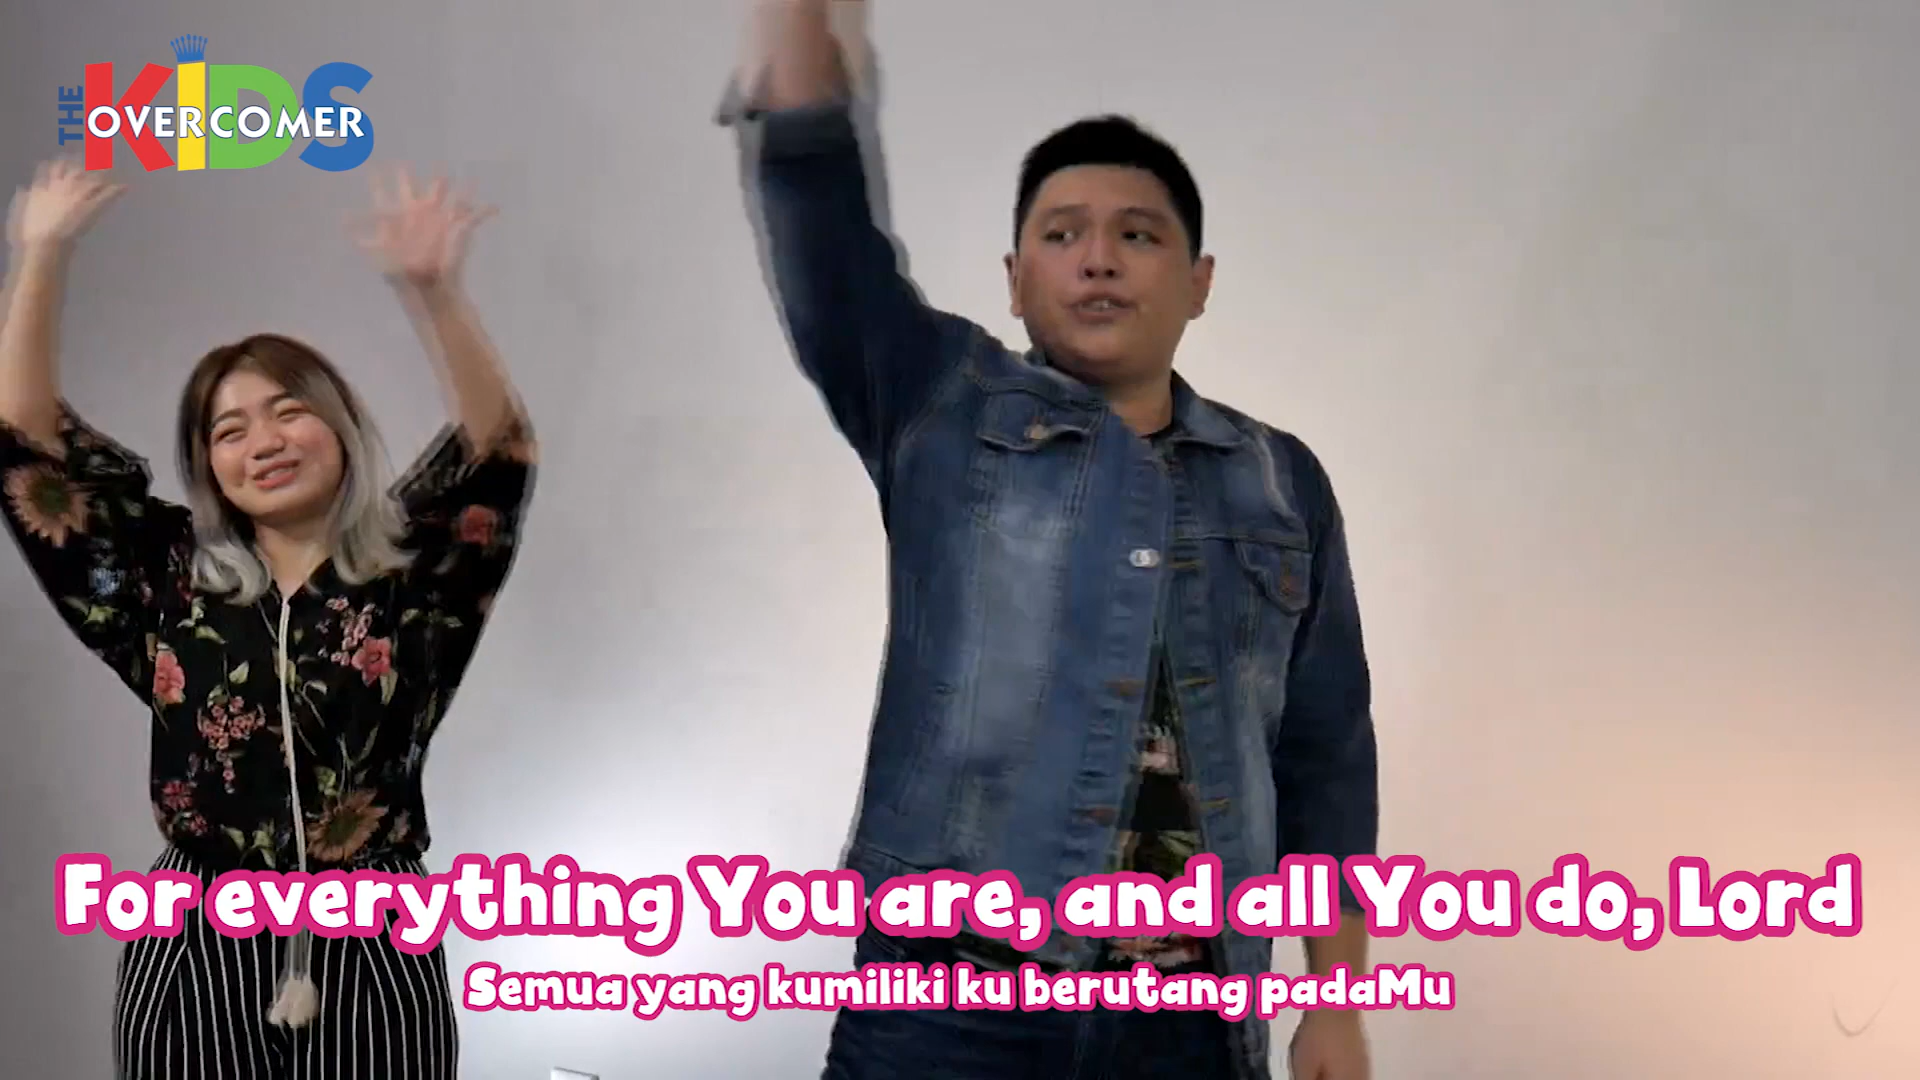 THE KIDS
OVERCOMER
For everything You are, and all You do, Lord
Semua yang kumiliki ku berutang padaMu